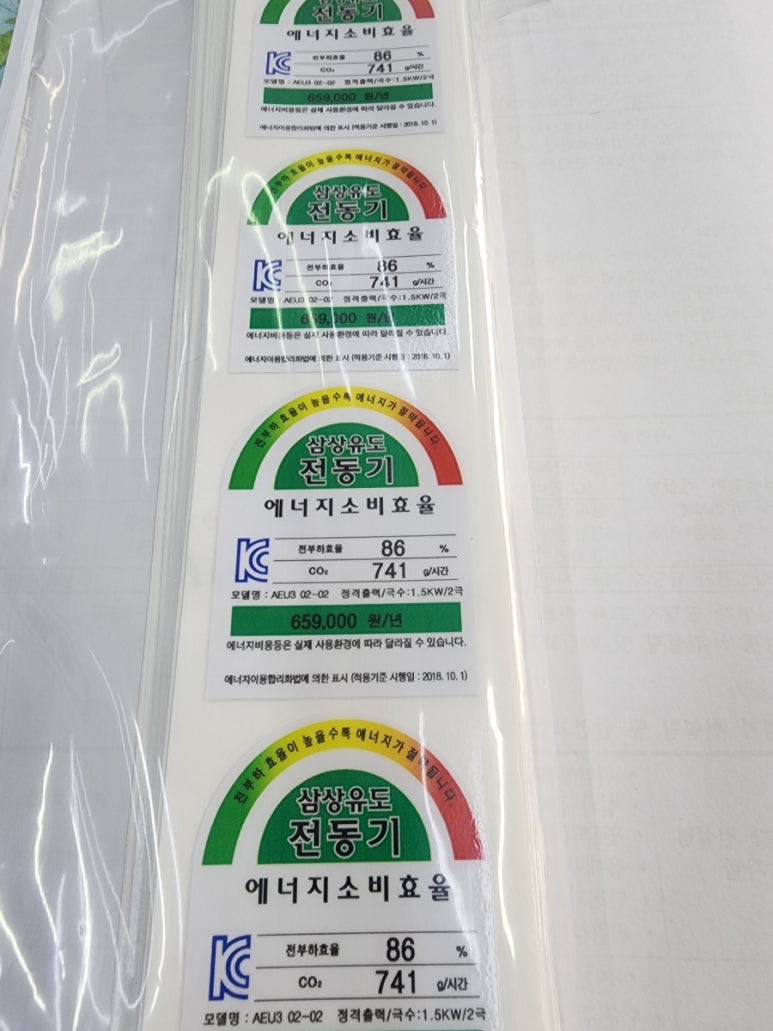 전동기
에너지소비효율
전부하효율 86 %
CO₂ 741 g/시간
모델명 : AEU3 02-02 정격출력/극수:1.5KW/2극
659,000 원/년
에너지비용등은 실제 사용환경에 따라 달라질 수 있습니다.
에너지이용합리화법에 의한 표시 (적용기준 시행일 : 2018. 10. 1)
전부하 효율이 높을수록 에너지가 절약됩니다.
삼상유도
전동기
에너지소비효율
전부하효율 86 %
CO₂ 741 g/시간
모델명 : AEU3 02-02 정격출력/극수:1.5KW/2극
659,000 원/년
에너지비용등은 실제 사용환경에 따라 달라질 수 있습니다.
에너지이용합리화법에 의한 표시 (적용기준 시행일 : 2018. 10. 1)
전부하 효율이 높을수록 에너지가 절약됩니다.
삼상유도
전동기
에너지소비효율
전부하효율 86 %
CO₂ 741 g/시간
모델명 : AEU3 02-02 정격출력/극수:1.5KW/2극
659,000 원/년
에너지비용등은 실제 사용환경에 따라 달라질 수 있습니다.
에너지이용합리화법에 의한 표시 (적용기준 시행일 : 2018. 10. 1)
전부하 효율이 높을수록 에너지가 절약됩니다.
삼상유도
전동기
에너지소비효율
전부하효율 86 %
CO₂ 741 g/시간
모델명 : AEU3 02-02 정격출력/극수:1.5KW/2극